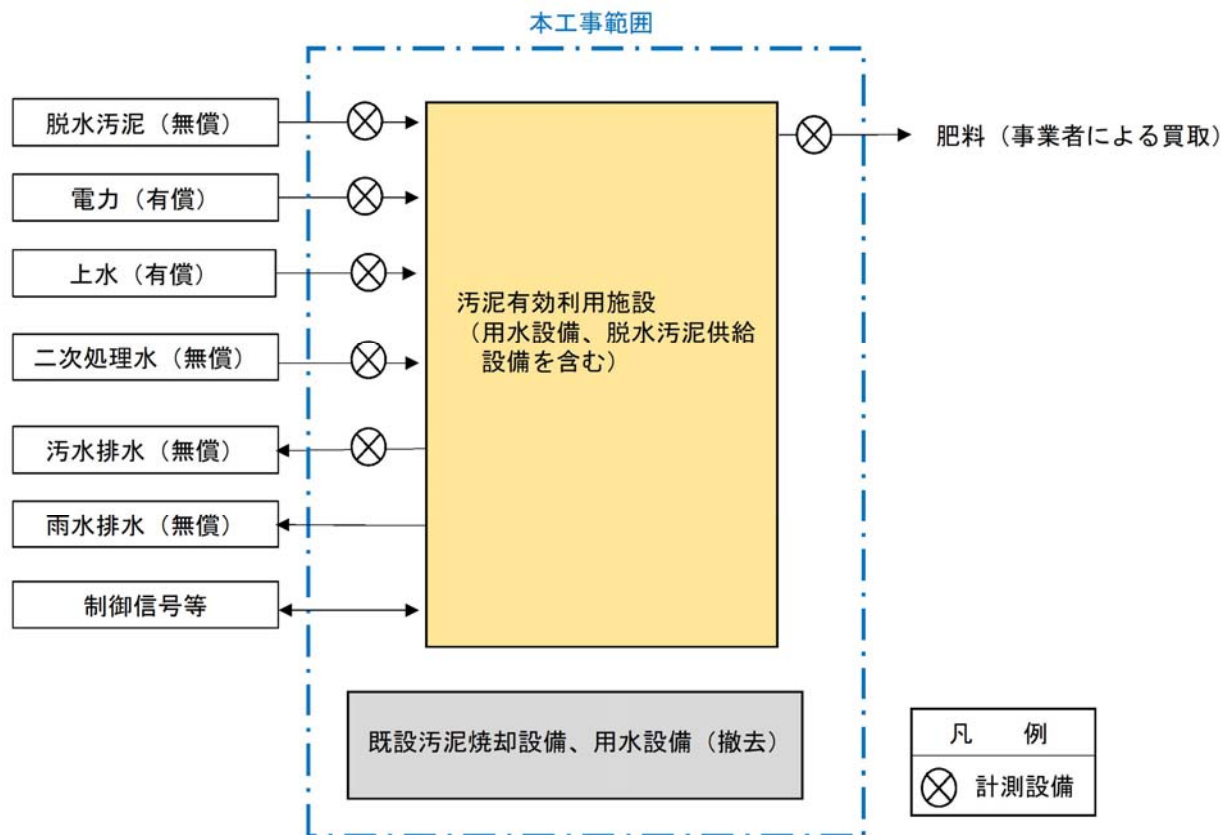 本工事範囲
脱水汚泥（無償）
電力（有償）
上水（有償）
二次処理水（無償）
汚水排水（無償）
雨水排水（無償）
制御信号等
汚泥有効利用施設
（用水設備、脱水汚泥供給
設備を含む）
肥料（事業者による買取）
既設汚泥焼却設備、用水設備（撤去）
凡　例
計測設備